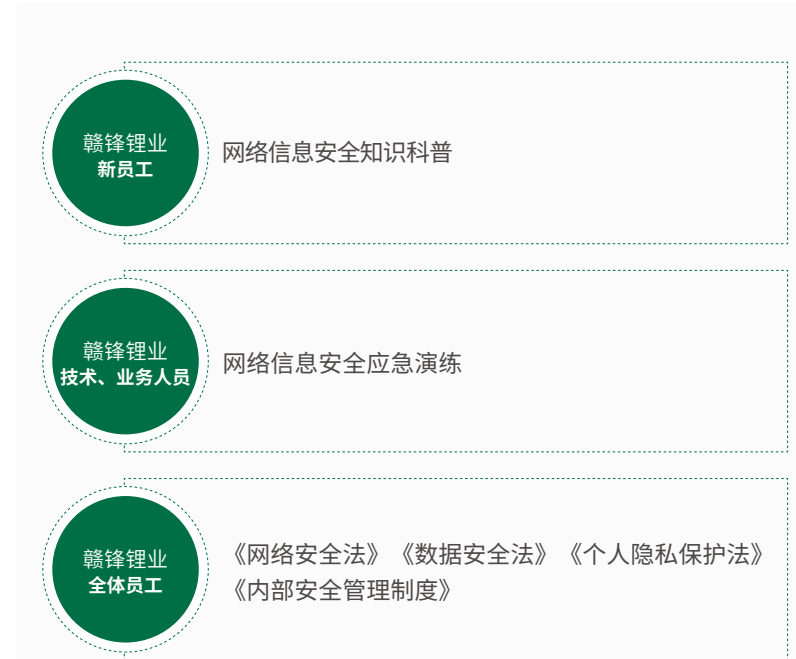 赣锋锂业
新员工
网络信息安全知识科普
赣锋锂业
技术、业务人员
网络信息安全应急演练
赣锋锂业
全体员工
《网络安全法》《数据安全法》《个人隐私保护法》
《内部安全管理制度》